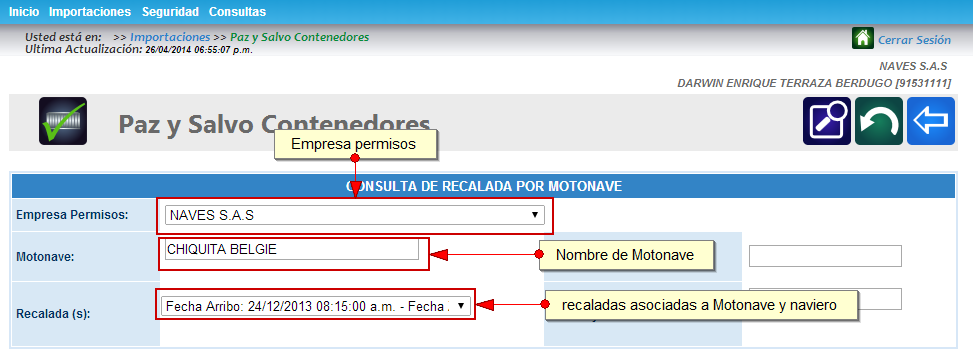 Inicio Importaciones Seguridad Consultas
Usted está en: >> Importaciones >> Paz y Salvo Contenedores
Ultima Actualización: 26/04/2014 06:55:07 p.m.
Cerrar Sesión
NAVES S.A.S
DARWIN ENRIQUE TERRAZA BERDUGO [91531111]
Paz y Salvo Contenedores
Empresa permisos
CONSULTA DE RECALADA POR MOTONAVE
Empresa Permisos: NAVES S.A.S
Motonave: CHIQUITA BELGIE
Nombre de Motonave
Recalada (s): Fecha Arribo: 24/12/2013 08:15:00 a.m. - Fecha
recaladas asociadas a Motonave y naviero